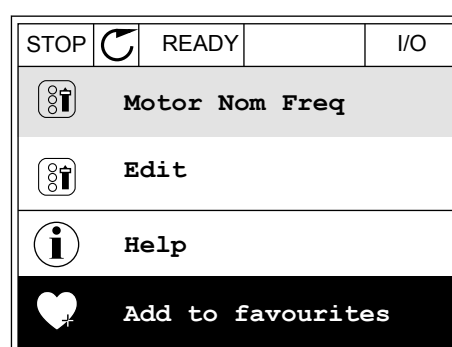 STOP READY I/O
Motor Nom Freq
Edit
Help
Add to favourites